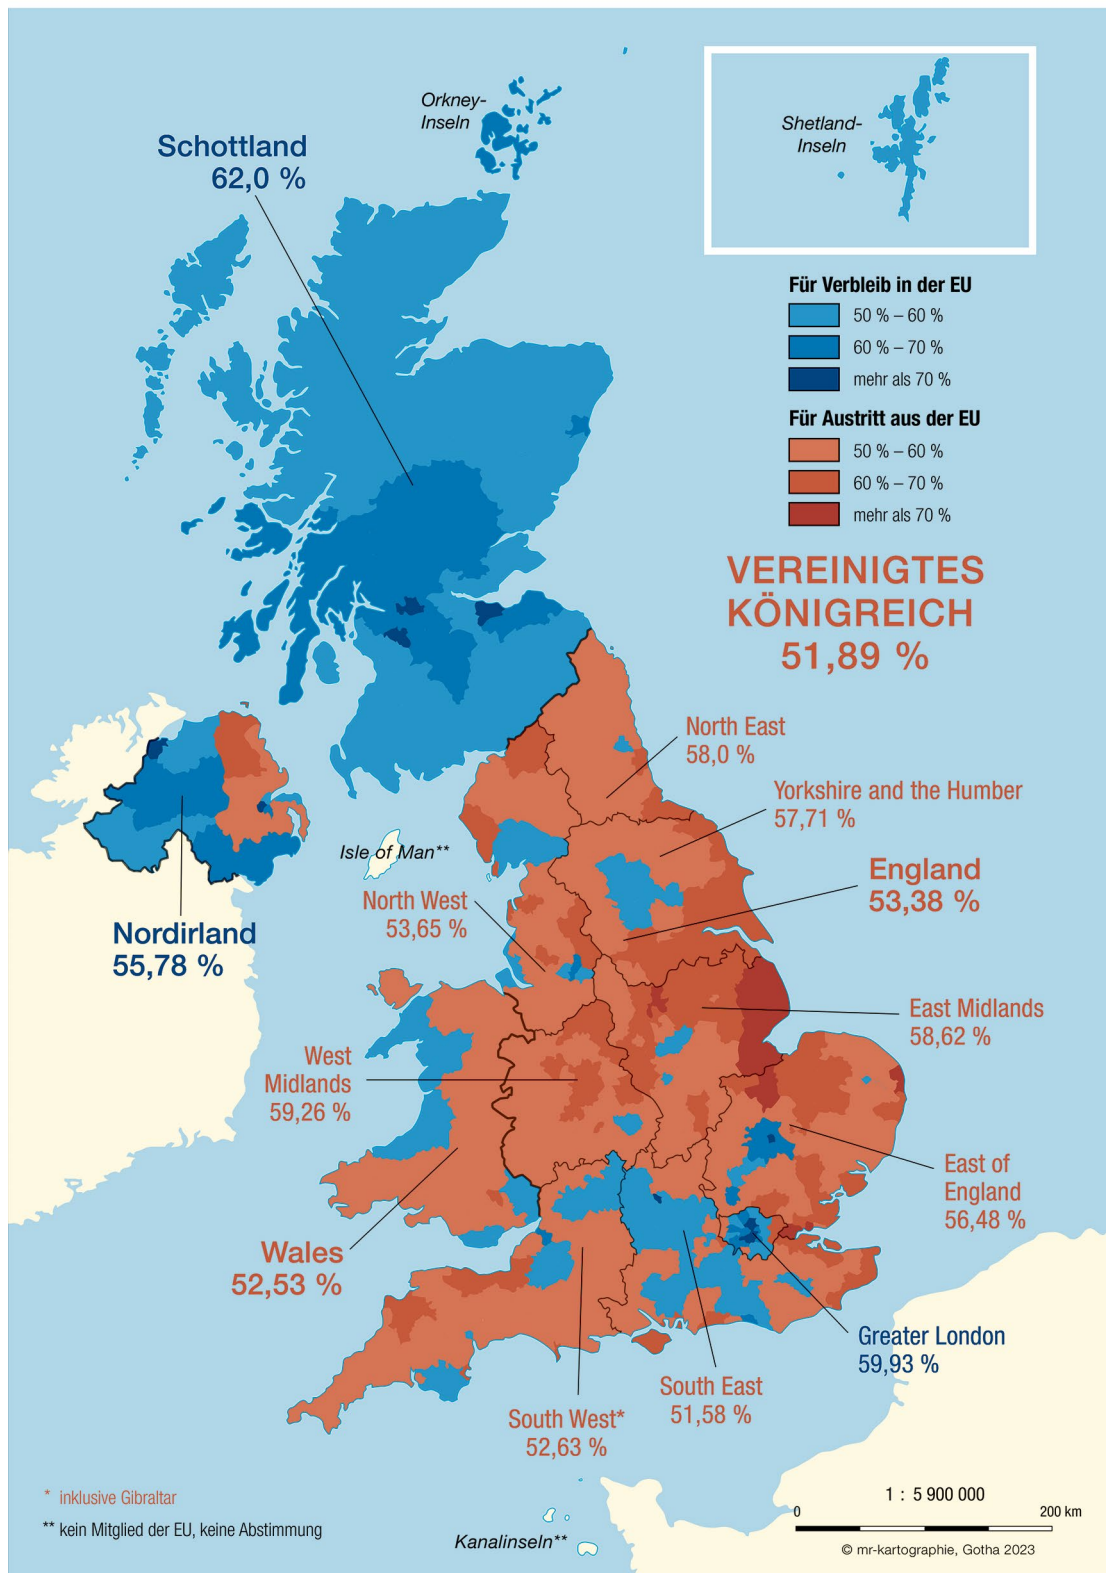 Orkney-
Inseln
Shetland-
Inseln
Schottland
62,0 %
Für Verbleib in der EU
50 % – 60 %
60 % – 70 %
mehr als 70 %
Für Austritt aus der EU
50 % – 60 %
60 % – 70 %
mehr als 70 %
VEREINIGTES
KÖNIGREICH
51,89 %
North East
58,0 %
Yorkshire and the Humber
57,71 %
Isle of Man**
England
53,38 %
North West
53,65 %
Nordirland
55,78 %
East Midlands
58,62 %
West
Midlands
59,26 %
East of
England
56,48 %
Wales
52,53 %
Greater London
59,93 %
South East
51,58 %
South West*
52,63 %
* inklusive Gibraltar
** kein Mitglied der EU, keine Abstimmung
Kanalinseln**
1 : 5 900 000
0 200 km
© mr-kartographie, Gotha 2023